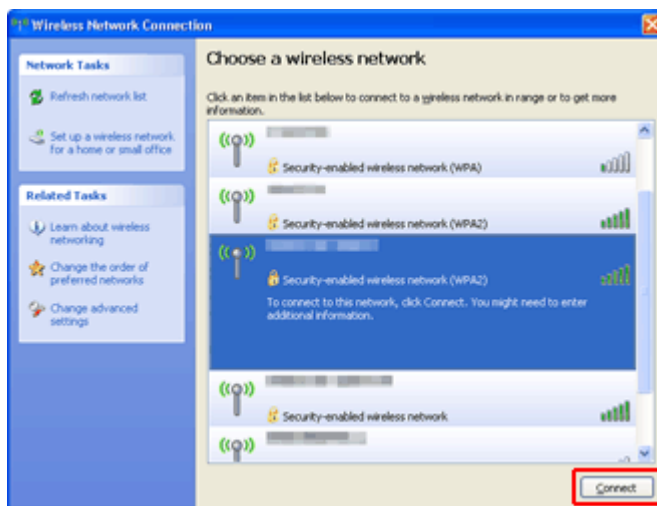 Wireless Network Connection
Network Tasks
Refresh network list
Set up a wireless network
for a home or small office
Related Tasks
Learn about wireless
networking
Change the order of
preferred networks
Change advanced
settings
Choose a wireless network
Click an item in the list below to connect to a wireless network in range or to get more
information.
Security-enabled wireless network (WPA)
Security-enabled wireless network (WPA2)
Security-enabled wireless network (WPA2)
To connect to this network, click Connect. You might need to enter
additional information.
Security-enabled wireless network
Connect